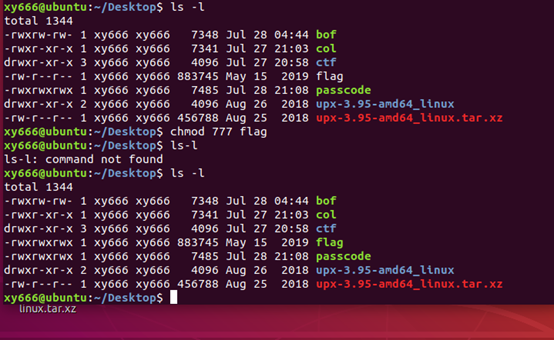 xy666@ubuntu:~/Desktop$ ls -l
total 1344
-rwxrw-rw- 1 xy666 xy666   7348 Jul 28 04:44 bof
-rwxr-xr-x 1 xy666 xy666   7341 Jul 27 21:03 col
drwxr-xr-x 3 xy666 xy666   4096 Jul 27 20:58 ctf
-rw-r--r-- 1 xy666 xy666 883745 May 15  2019 flag
-rwxrwxrwx 1 xy666 xy666   7485 Jul 28 21:08 passcode
drwxr-xr-x 2 xy666 xy666   4096 Aug 26  2018 upx-3.95-amd64_linux
-rw-r--r-- 1 xy666 xy666 456788 Aug 25  2018 upx-3.95-amd64_linux.tar.xz
xy666@ubuntu:~/Desktop$ chmod 777 flag
xy666@ubuntu:~/Desktop$ ls-l
ls-l: command not found
xy666@ubuntu:~/Desktop$ ls -l
total 1344
-rwxrw-rw- 1 xy666 xy666   7348 Jul 28 04:44 bof
-rwxr-xr-x 1 xy666 xy666   7341 Jul 27 21:03 col
drwxr-xr-x 3 xy666 xy666   4096 Jul 27 20:58 ctf
-rwxrwxrwx 1 xy666 xy666 883745 May 15  2019 flag
-rwxrwxrwx 1 xy666 xy666   7485 Jul 28 21:08 passcode
drwxr-xr-x 2 xy666 xy666   4096 Aug 26  2018 upx-3.95-amd64_linux
-rw-r--r-- 1 xy666 xy666 456788 Aug 25  2018 upx-3.95-amd64_linux.tar.xz
xy666@ubuntu:~/Desktop$
linux.tar.xz